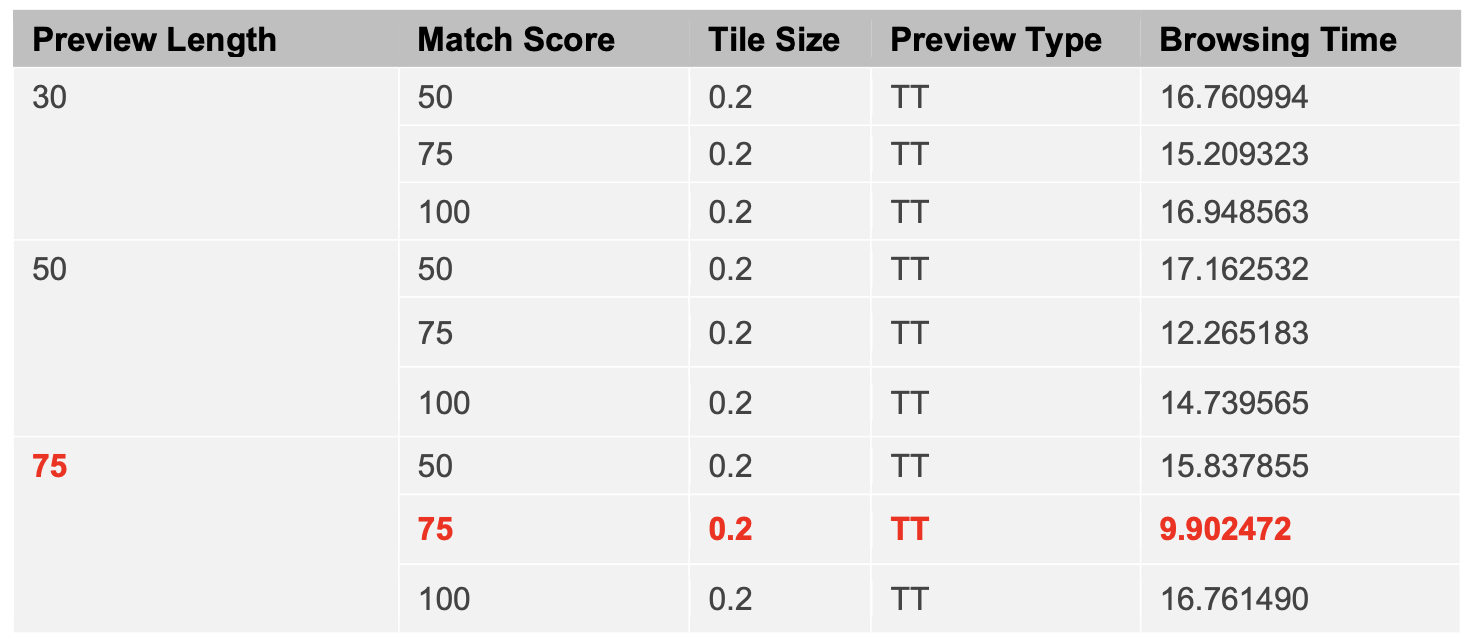 Preview Length Match Score Tile Size Preview Type Browsing Time
30 50 0.2 TT 16.760994
75 0.2 TT 15.209323
100 0.2 TT 16.948563
50 50 0.2 TT 17.162532
75 0.2 TT 12.265183
100 0.2 TT 14.739565
75 50 0.2 TT 15.837855
75 0.2 TT 9.902472
100 0.2 TT 16.761490